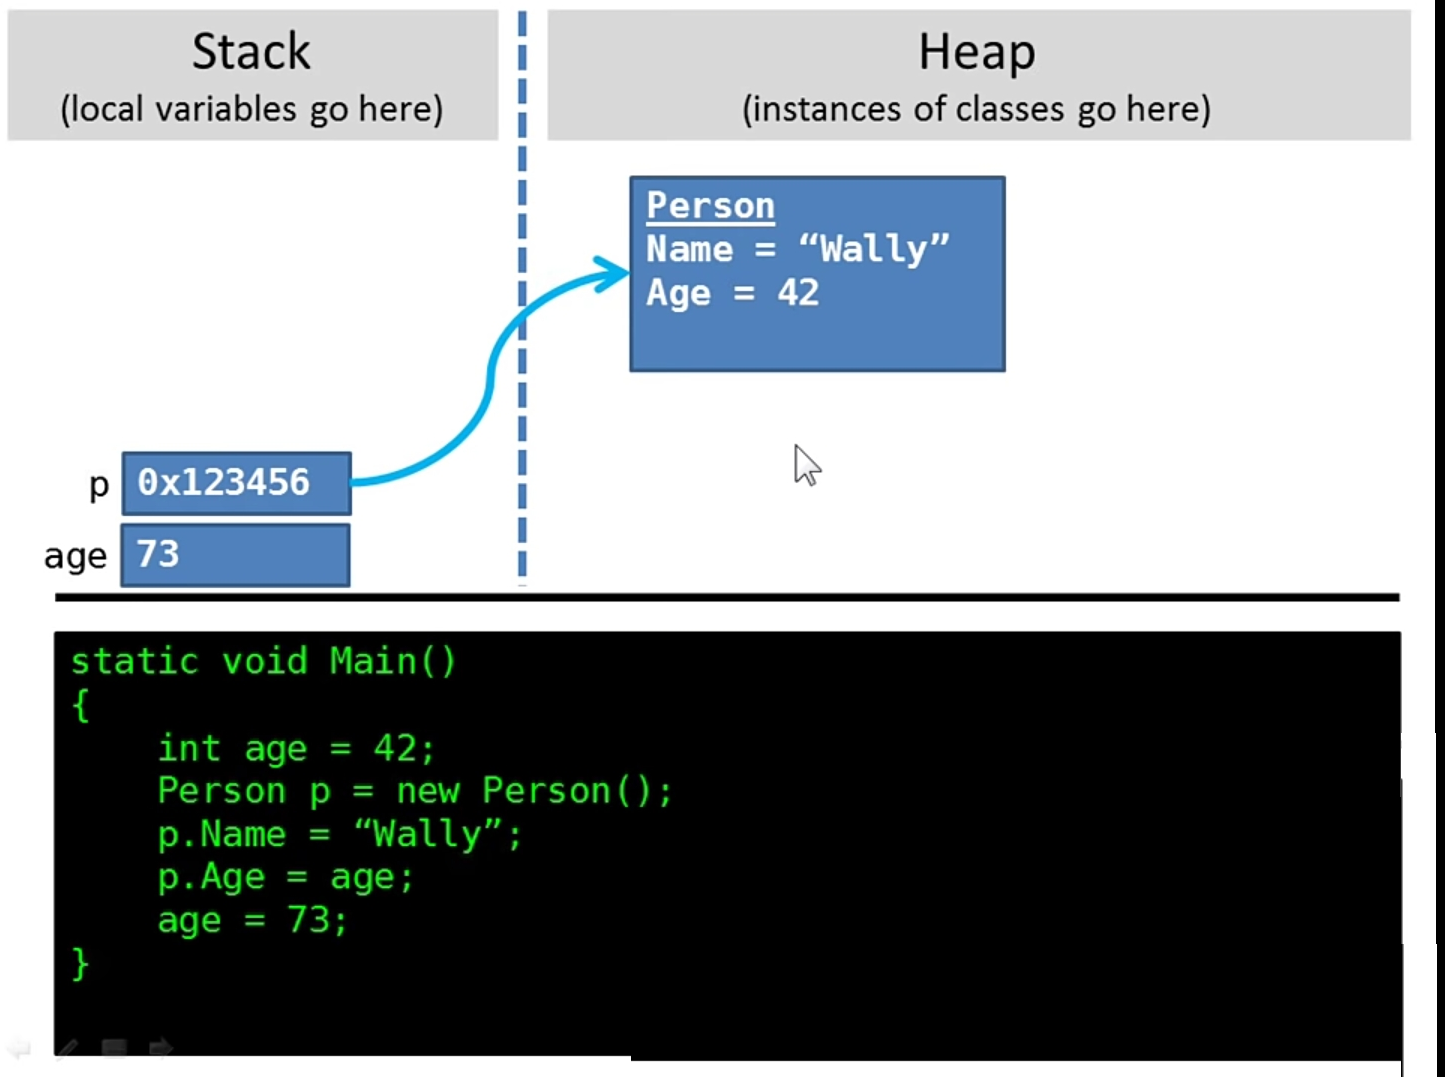 Stack
(local variables go here)
Heap
(instances of classes go here)
Person
Name = “Wally”
Age = 42
p 0x123456
age 73
static void Main()
{
    int age = 42;
    Person p = new Person();
    p.Name = “Wally”;
    p.Age = age;
    age = 73;
}